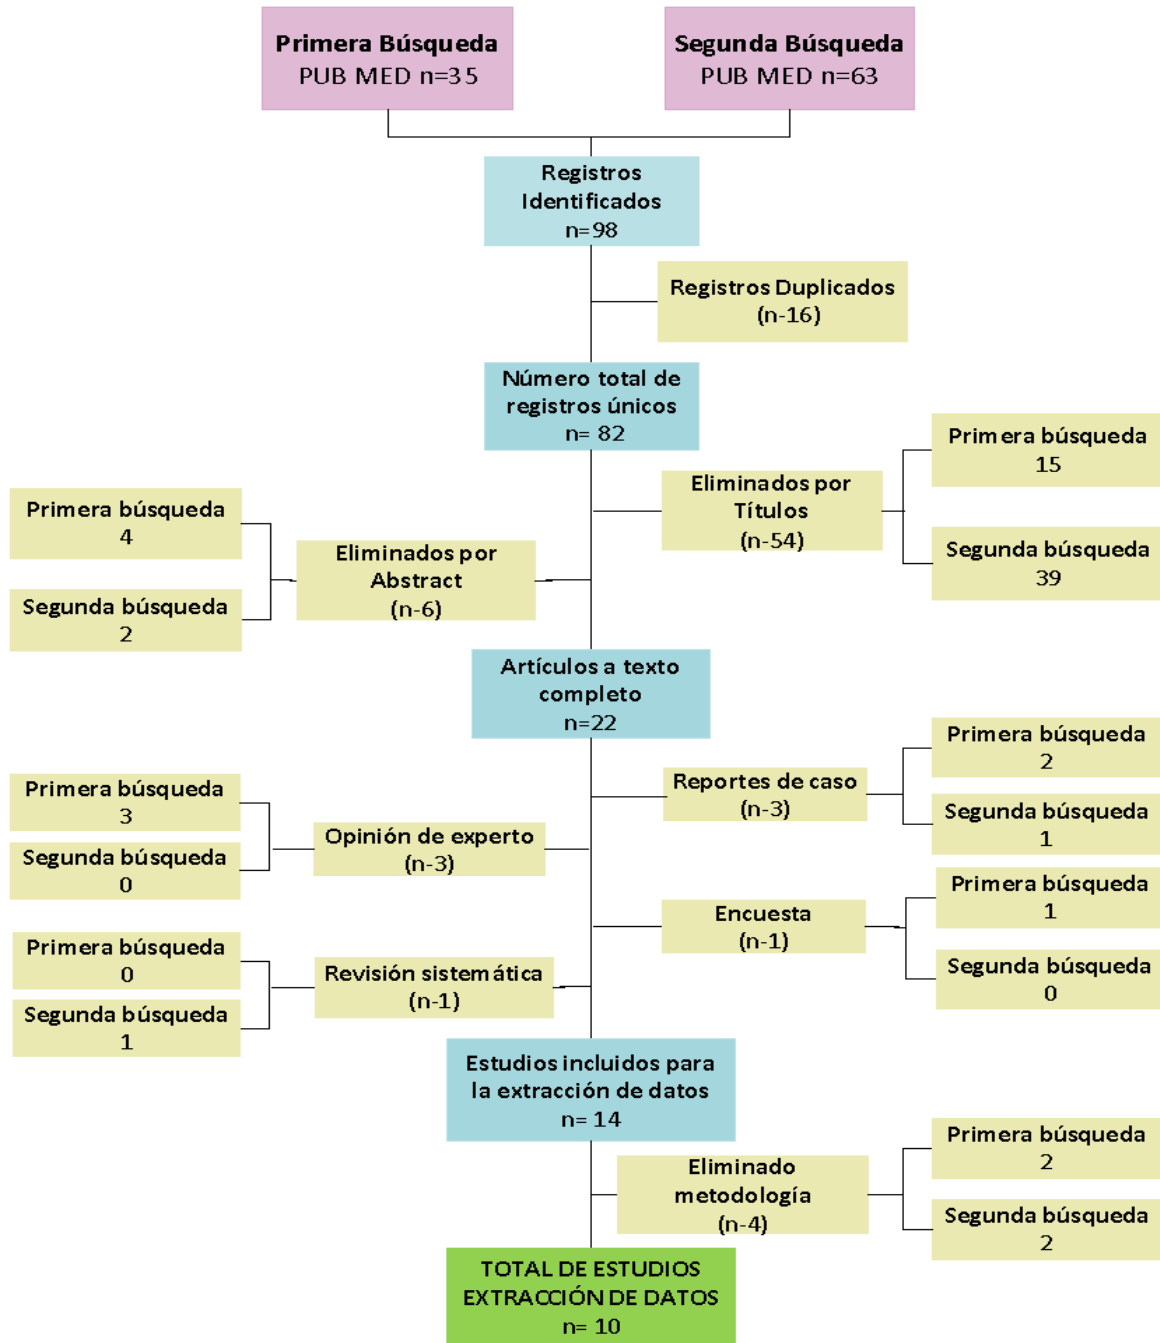 Primera Búsqueda
PUB MED n=35
Segunda Búsqueda
PUB MED n=63
Registros
Identificados
n=98
Registros Duplicados
(n-16)
Número total de
registros únicos
n= 82
Eliminados por
Títulos
(n-54)
Primera búsqueda
15
Segunda búsqueda
39
Primera búsqueda
4
Segunda búsqueda
2
Eliminados por
Abstract
(n-6)
Artículos a texto
completo
n=22
Reportes de caso
(n-3)
Primera búsqueda
2
Segunda búsqueda
1
Primera búsqueda
3
Segunda búsqueda
0
Opinión de experto
(n-3)
Encuesta
(n-1)
Primera búsqueda
1
Segunda búsqueda
0
Primera búsqueda
0
Segunda búsqueda
1
Revisión sistemática
(n-1)
Estudios incluidos para
la extracción de datos
n= 14
Eliminado
metodología
(n-4)
Primera búsqueda
2
Segunda búsqueda
2
TOTAL DE ESTUDIOS
EXTRACCIÓN DE DATOS
n= 10